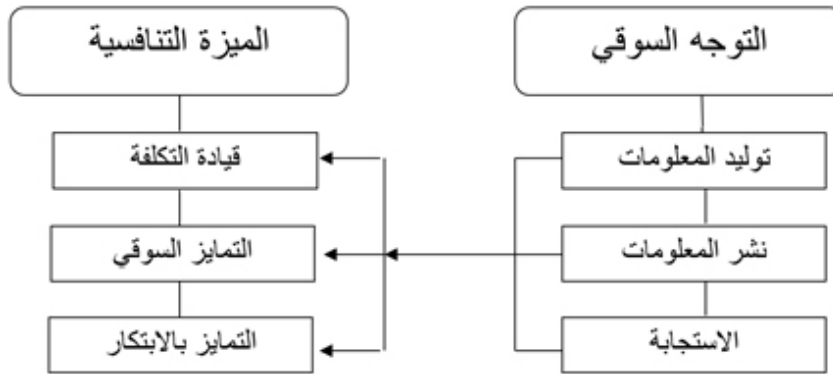 التوجه السوقي
توليد المعلومات
نشر المعلومات
الاستجابة
الميزة التنافسية
قيادة التكلفة
التمايز السوقي
التمايز بالابتكار